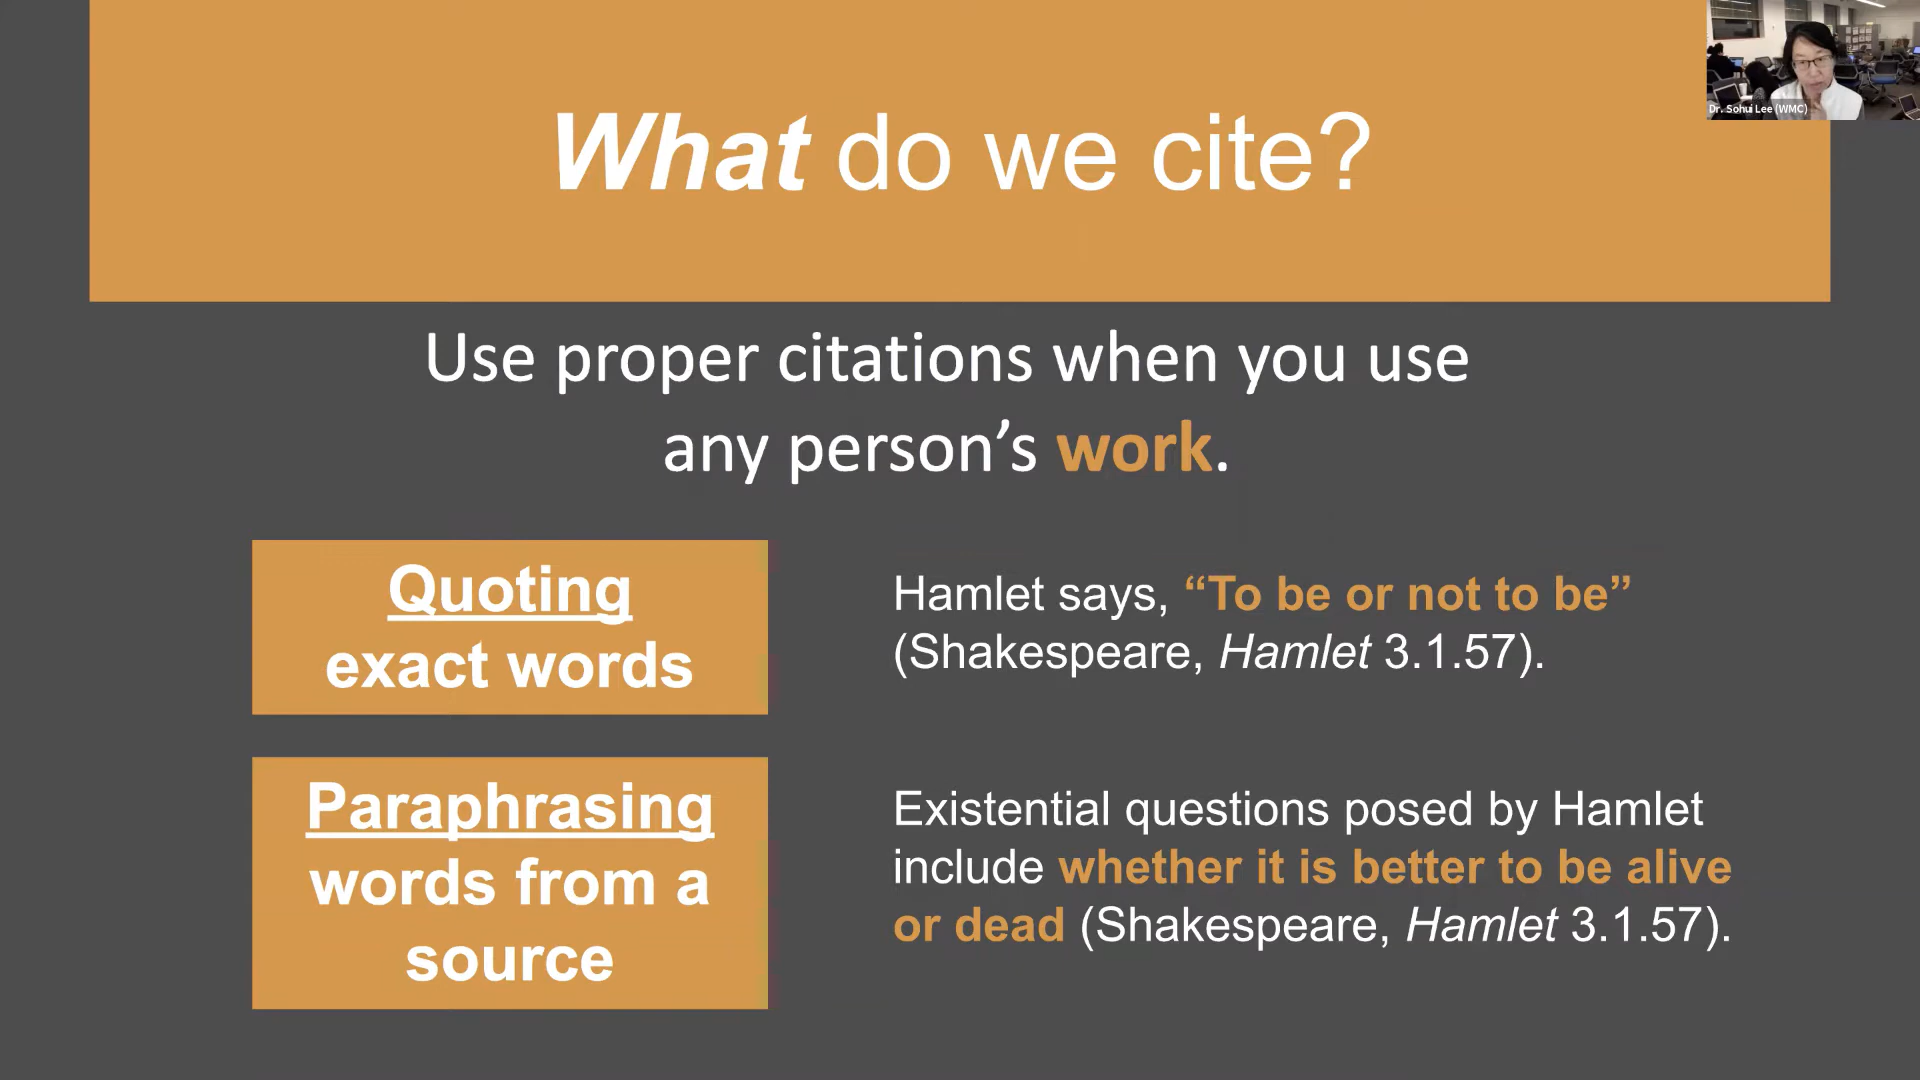 What do we cite?
Dr. Sohui Lee (WMC)
Use proper citations when you use
any person’s work.
Quoting
exact words
Hamlet says, “To be or not to be”
(Shakespeare, Hamlet 3.1.57).
Paraphrasing
words from a
source
Existential questions posed by Hamlet
include whether it is better to be alive
or dead (Shakespeare, Hamlet 3.1.57).